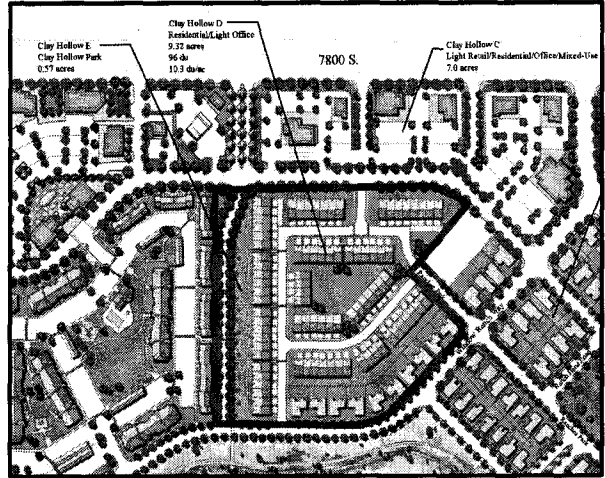 Clay Hollow E
Clay Hollow Park
0.57 acres
Clay Hollow D
Residential/Light Office
9.32 acres
96 du
10.3 du/ac
7800 S.
Clay Hollow C
Light Retail/Residential/Office/Mixed-Use
7.0 acres